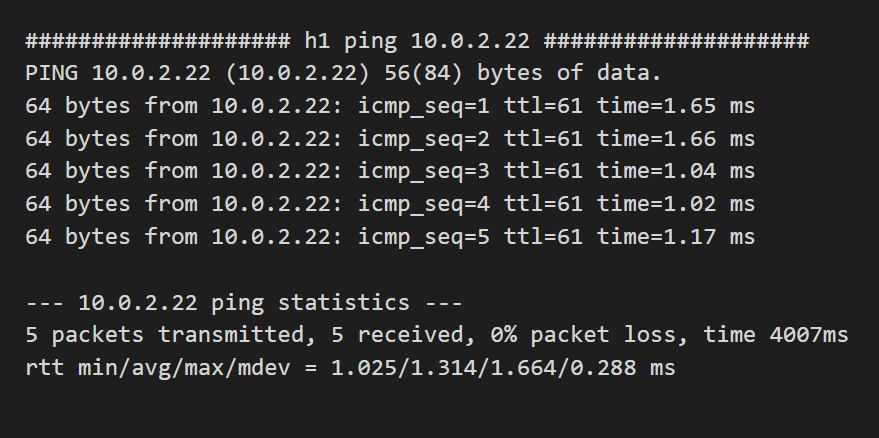 #################### h1 ping 10.0.2.22 ####################
PING 10.0.2.22 (10.0.2.22) 56(84) bytes of data.
64 bytes from 10.0.2.22: icmp_seq=1 ttl=61 time=1.65 ms
64 bytes from 10.0.2.22: icmp_seq=2 ttl=61 time=1.66 ms
64 bytes from 10.0.2.22: icmp_seq=3 ttl=61 time=1.04 ms
64 bytes from 10.0.2.22: icmp_seq=4 ttl=61 time=1.02 ms
64 bytes from 10.0.2.22: icmp_seq=5 ttl=61 time=1.17 ms
--- 10.0.2.22 ping statistics ---
5 packets transmitted, 5 received, 0% packet loss, time 4007ms
rtt min/avg/max/mdev = 1.025/1.314/1.664/0.288 ms